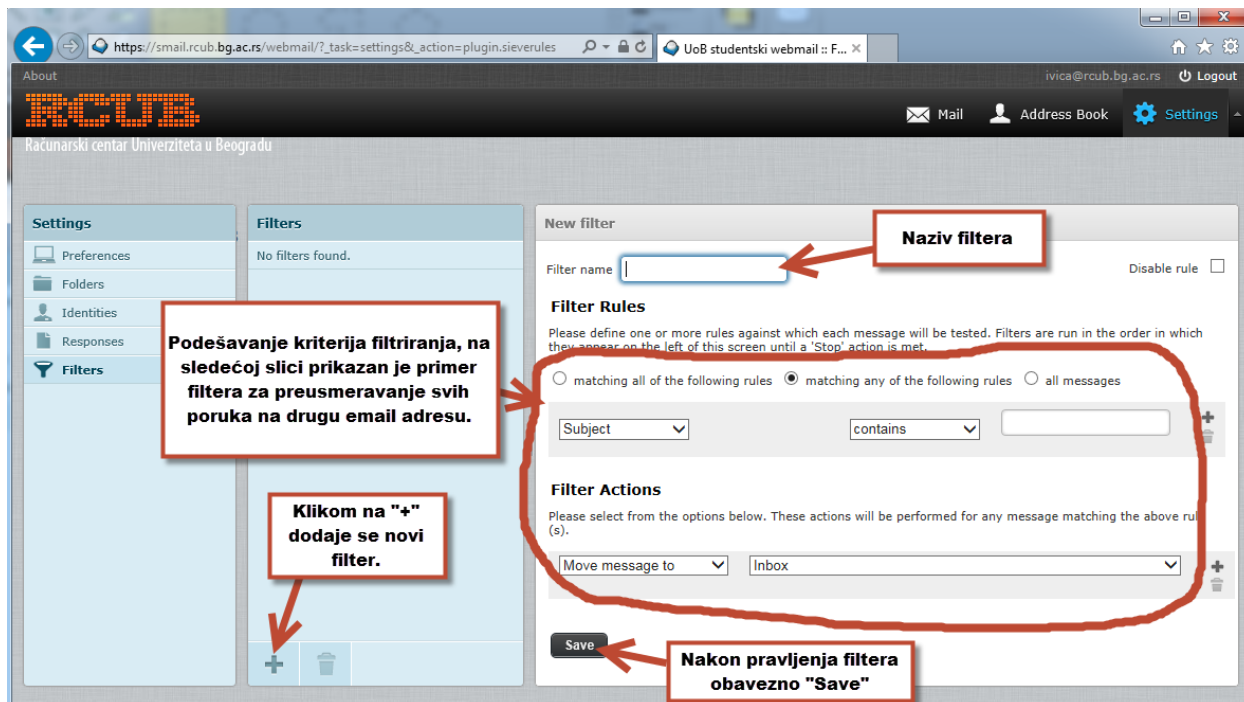 https://smail.rcub.bg.ac.rs/webmail/?_task=settings&_action=plugin.sieverules
UoB studentski webmail :: F...
About
ivica@rcub.bg.ac.rs
Logout
RCUB
Mail
Address Book
Settings
Računarski centar Univerziteta u Beogradu
Settings
Preferences
Folders
Identities
Responses
Filters
Filters
No filters found.
New filter
Naziv filtera
Filter name
Disable rule
Filter Rules
Please define one or more rules against which each message will be tested. Filters are run in the order in which
they appear on the left of this screen until a 'Stop' action is met.
matching all of the following rules
matching any of the following rules
all messages
Subject
contains
Podešavanje kriterija filtriranja, na
sledećoj slici prikazan je primer
filtera za preusmeravanje svih
poruka na drugu email adresu.
Filter Actions
Please select from the options below. These actions will be performed for any message matching the above rul
(s).
Move message to
Inbox
Klikom na "+"
dodaje se novi
filter.
Save
Nakon pravljenja filtera
obavezno "Save"